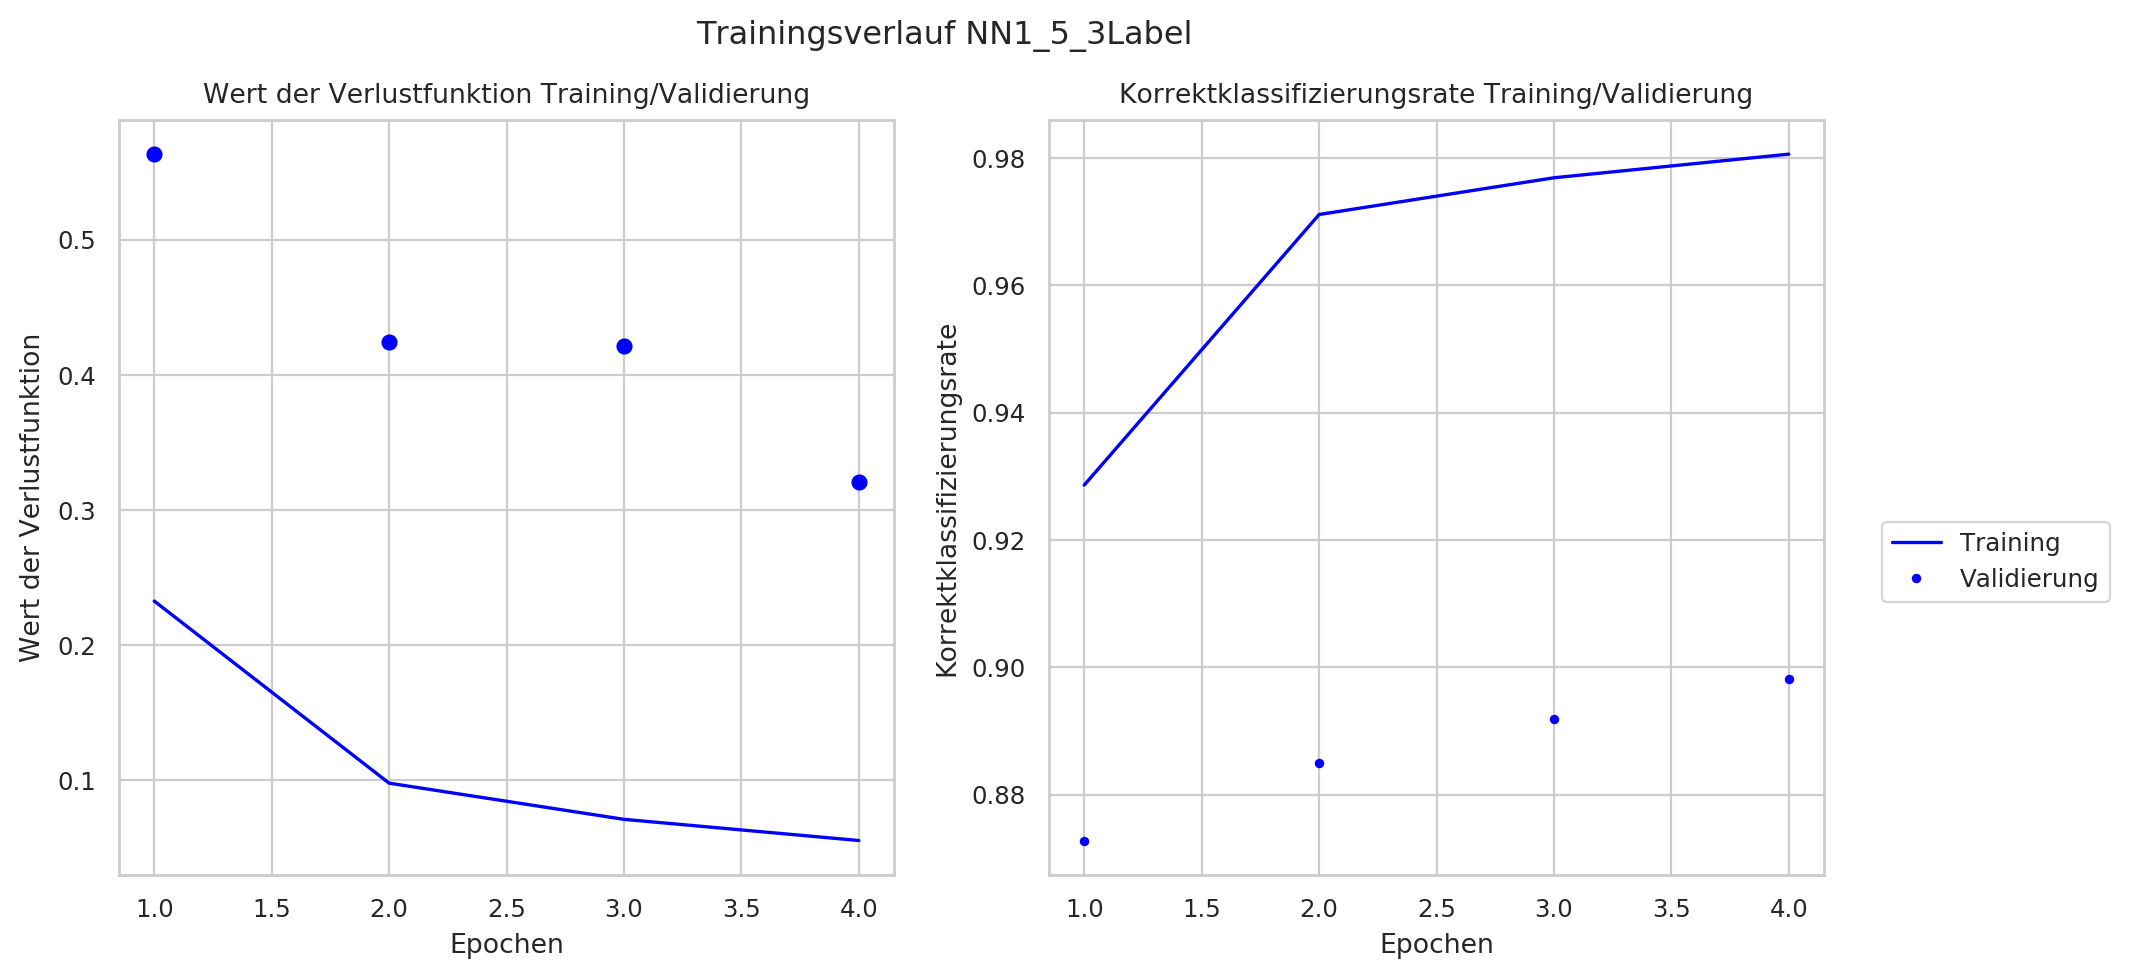 Trainingsverlauf NN1_5_3Label
Wert der Verlustfunktion Training/Validierung
Wert der Verlustfunktion
0.5
0.4
0.3
0.2
0.1
1.0 1.5 2.0 2.5 3.0 3.5 4.0
Epochen
Korrektklassifizierungsrate Training/Validierung
Korrektklassifizierungsrate
0.98
0.96
0.94
0.92
0.90
0.88
1.0 1.5 2.0 2.5 3.0 3.5 4.0
Epochen
Training
Validierung